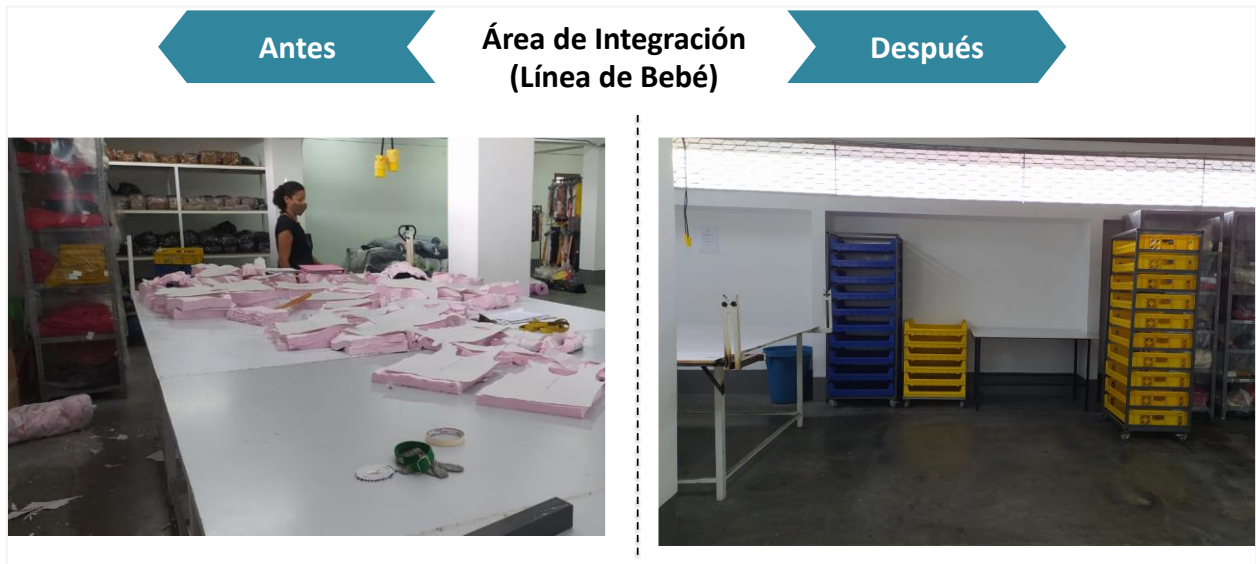 Antes
Área de Integración
(Línea de Bebé)
Después